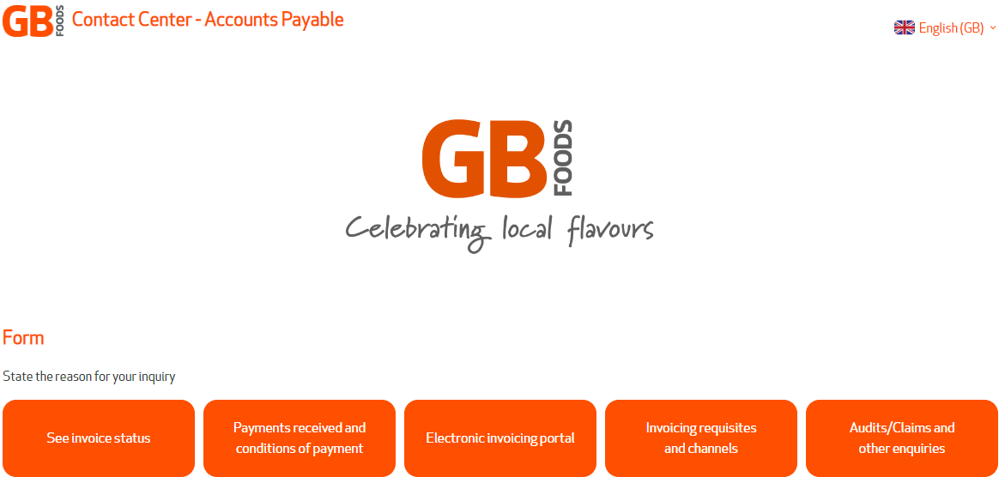 GB FOODS Contact Center - Accounts Payable
English (GB)
GB FOODS
Celebrating local flavours
Form
State the reason for your inquiry
See invoice status
Payments received and
conditions of payment
Electronic invoicing portal
Invoicing requisites
and channels
Audits/Claims and
other enquiries